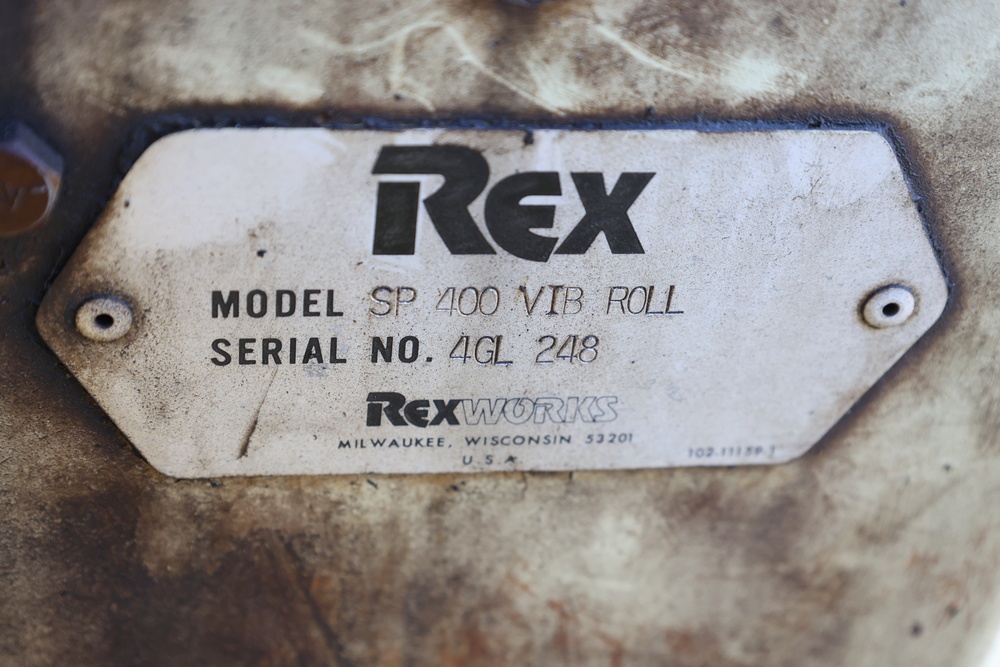 REX
MODEL SP 400 VIB ROLL
SERIAL NO. 4GL 248
REXWORKS
MILWAUKEE, WISCONSIN 53201
U.S.A.